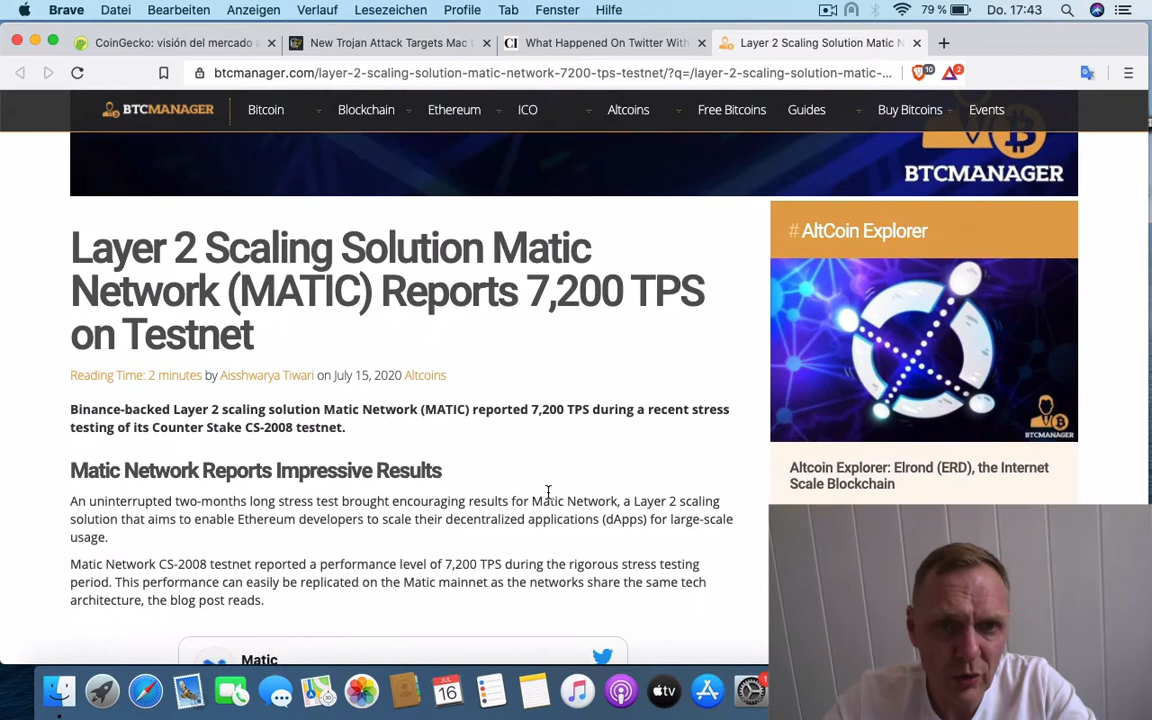 Brave Datei Bearbeiten Anzeigen Verlauf Lesezeichen Profile Tab Fenster Hilfe 79 % Do. 17:43
CoinGecko: visión del mercado a
New Trojan Attack Targets Mac U
What Happened On Twitter With
Layer 2 Scaling Solution Matic N
btcmanager.com/layer-2-scaling-solution-matic-network-7200-tps-testnet/?q=/layer-2-scaling-solution-matic-... 10 2
BTCMANAGER Bitcoin Blockchain Ethereum ICO Altcoins Free Bitcoins Guides Buy Bitcoins Events
BTCMANAGER
Layer 2 Scaling Solution Matic
Network (MATIC) Reports 7,200 TPS
on Testnet
Reading Time: 2 minutes by Aisshwarya Tiwari on July 15, 2020 Altcoins
Binance-backed Layer 2 scaling solution Matic Network (MATIC) reported 7,200 TPS during a recent stress
testing of its Counter Stake CS-2008 testnet.
Matic Network Reports Impressive Results
An uninterrupted two-months long stress test brought encouraging results for Matic Network, a Layer 2 scaling
solution that aims to enable Ethereum developers to scale their decentralized applications (dApps) for large-scale
usage.
Matic Network CS-2008 testnet reported a performance level of 7,200 TPS during the rigorous stress testing
period. This performance can easily be replicated on the Matic mainnet as the networks share the same tech
architecture, the blog post reads.
Matic
# AltCoin Explorer
BTCMANAGER
Altcoin Explorer: Elrond (ERD), the Internet
Scale Blockchain
JUL
16
tv
1